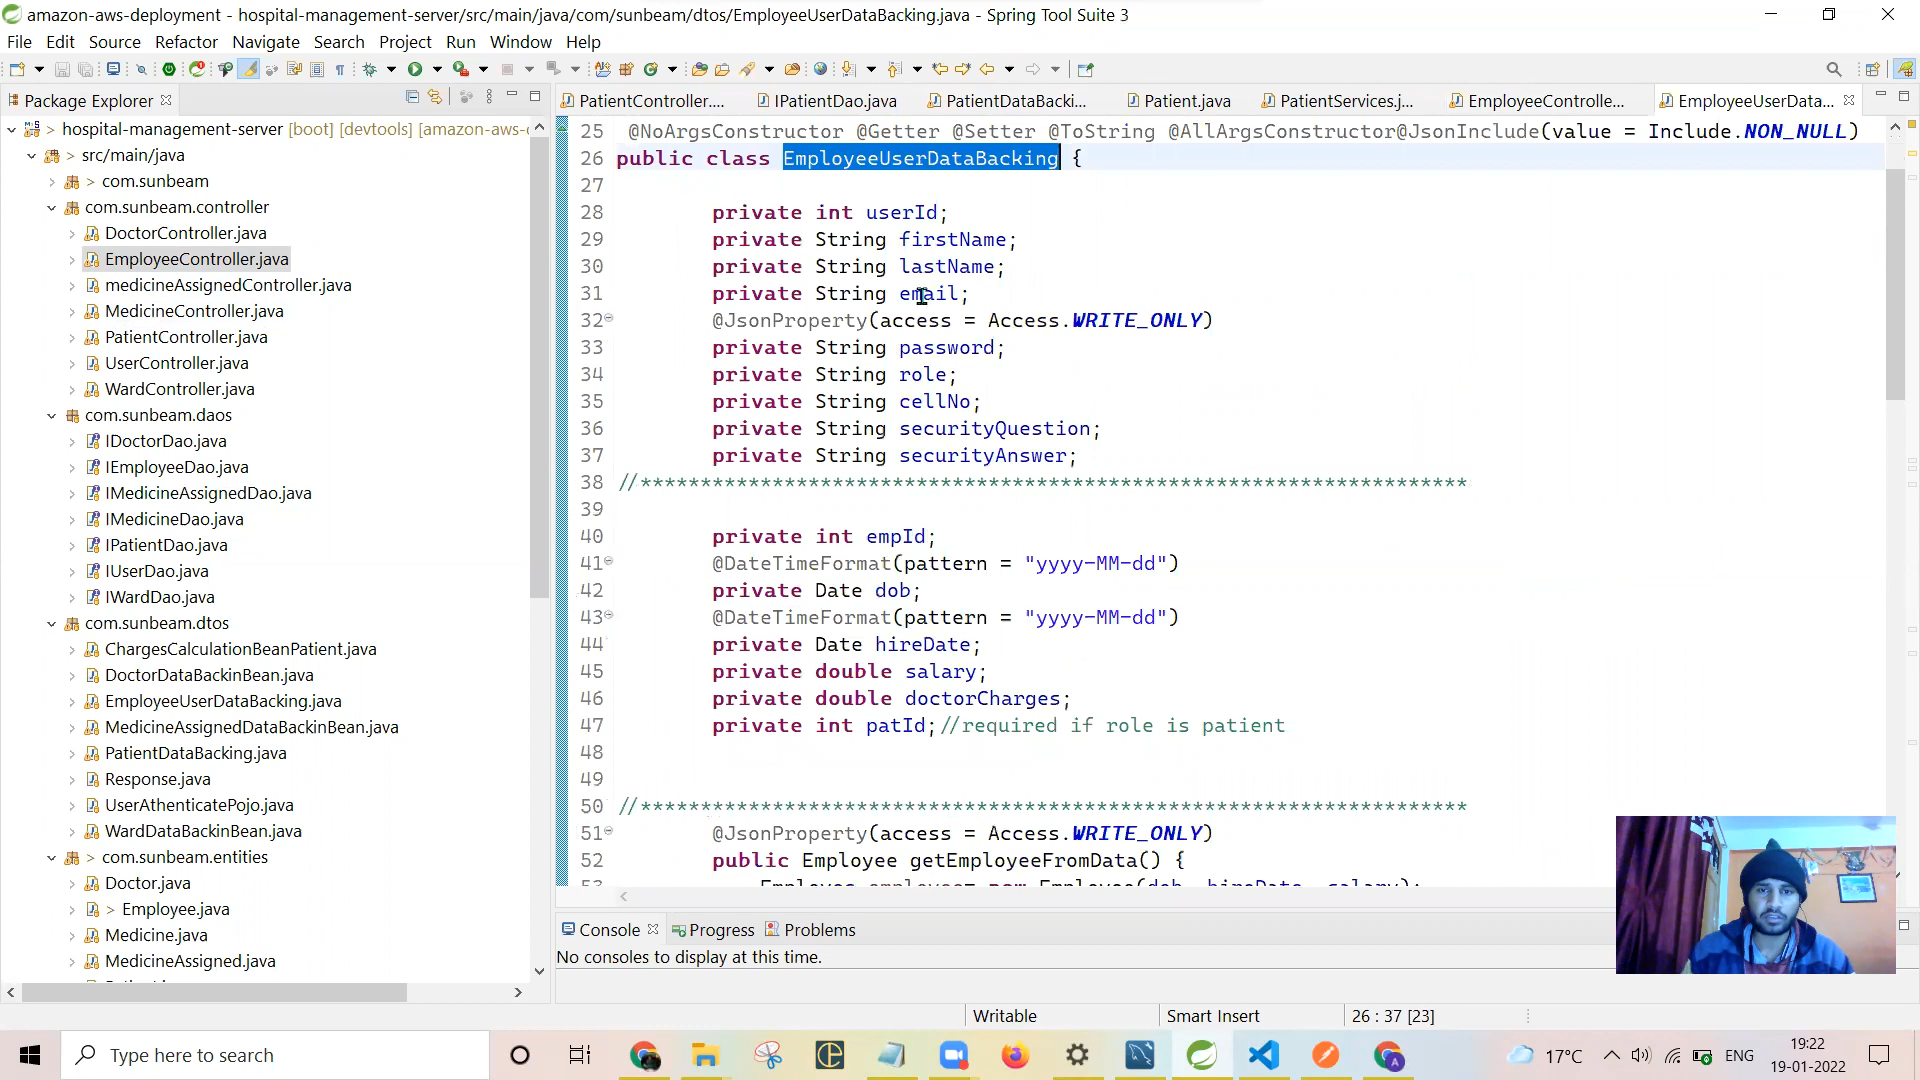 amazon-aws-deployment - hospital-management-server/src/main/java/com/sunbeam/dtos/EmployeeUserDataBacking.java - Spring Tool Suite 3
File Edit Source Refactor Navigate Search Project Run Window Help
Package Explorer
PatientController.... IPatientDao.java PatientDataBacki... Patient.java PatientServices.j... EmployeeControlle... EmployeeUserData...
> hospital-management-server [boot] [devtools] [amazon-aws-
> src/main/java
> com.sunbeam
com.sunbeam.controller
DoctorController.java
EmployeeController.java
medicineAssignedController.java
MedicineController.java
PatientController.java
UserController.java
WardController.java
com.sunbeam.daos
IDoctorDao.java
IEmployeeDao.java
IMedicineAssignedDao.java
IMedicineDao.java
IPatientDao.java
IUserDao.java
IWardDao.java
com.sunbeam.dtos
ChargesCalculationBeanPatient.java
DoctorDataBackinBean.java
EmployeeUserDataBacking.java
MedicineAssignedDataBackinBean.java
PatientDataBacking.java
Response.java
UserAthenticatePojo.java
WardDataBackinBean.java
> com.sunbeam.entities
Doctor.java
> Employee.java
Medicine.java
MedicineAssigned.java
25 @NoArgsConstructor @Getter @Setter @ToString @AllArgsConstructor@JsonInclude(value = Include.NON_NULL)
26 public class EmployeeUserDataBacking {
27
28 private int userId;
29 private String firstName;
30 private String lastName;
31 private String email;
32 @JsonProperty(access = Access.WRITE_ONLY)
33 private String password;
34 private String role;
35 private String cellNo;
36 private String securityQuestion;
37 private String securityAnswer;
38 //*********************************************************************
39
40 private int empId;
41 @DateTimeFormat(pattern = "yyyy-MM-dd")
42 private Date dob;
43 @DateTimeFormat(pattern = "yyyy-MM-dd")
44 private Date hireDate;
45 private double salary;
46 private double doctorCharges;
47 private int patId;//required if role is patient
48
49
50 //*********************************************************************
51 @JsonProperty(access = Access.WRITE_ONLY)
52 public Employee getEmployeeFromData() {
53 Employee employee= new Employee(dob, hireDate, salary);
Console Progress Problems
No consoles to display at this time.
Writable Smart Insert 26 : 37 [23]
Type here to search
17°C ENG 19:22
19-01-2022